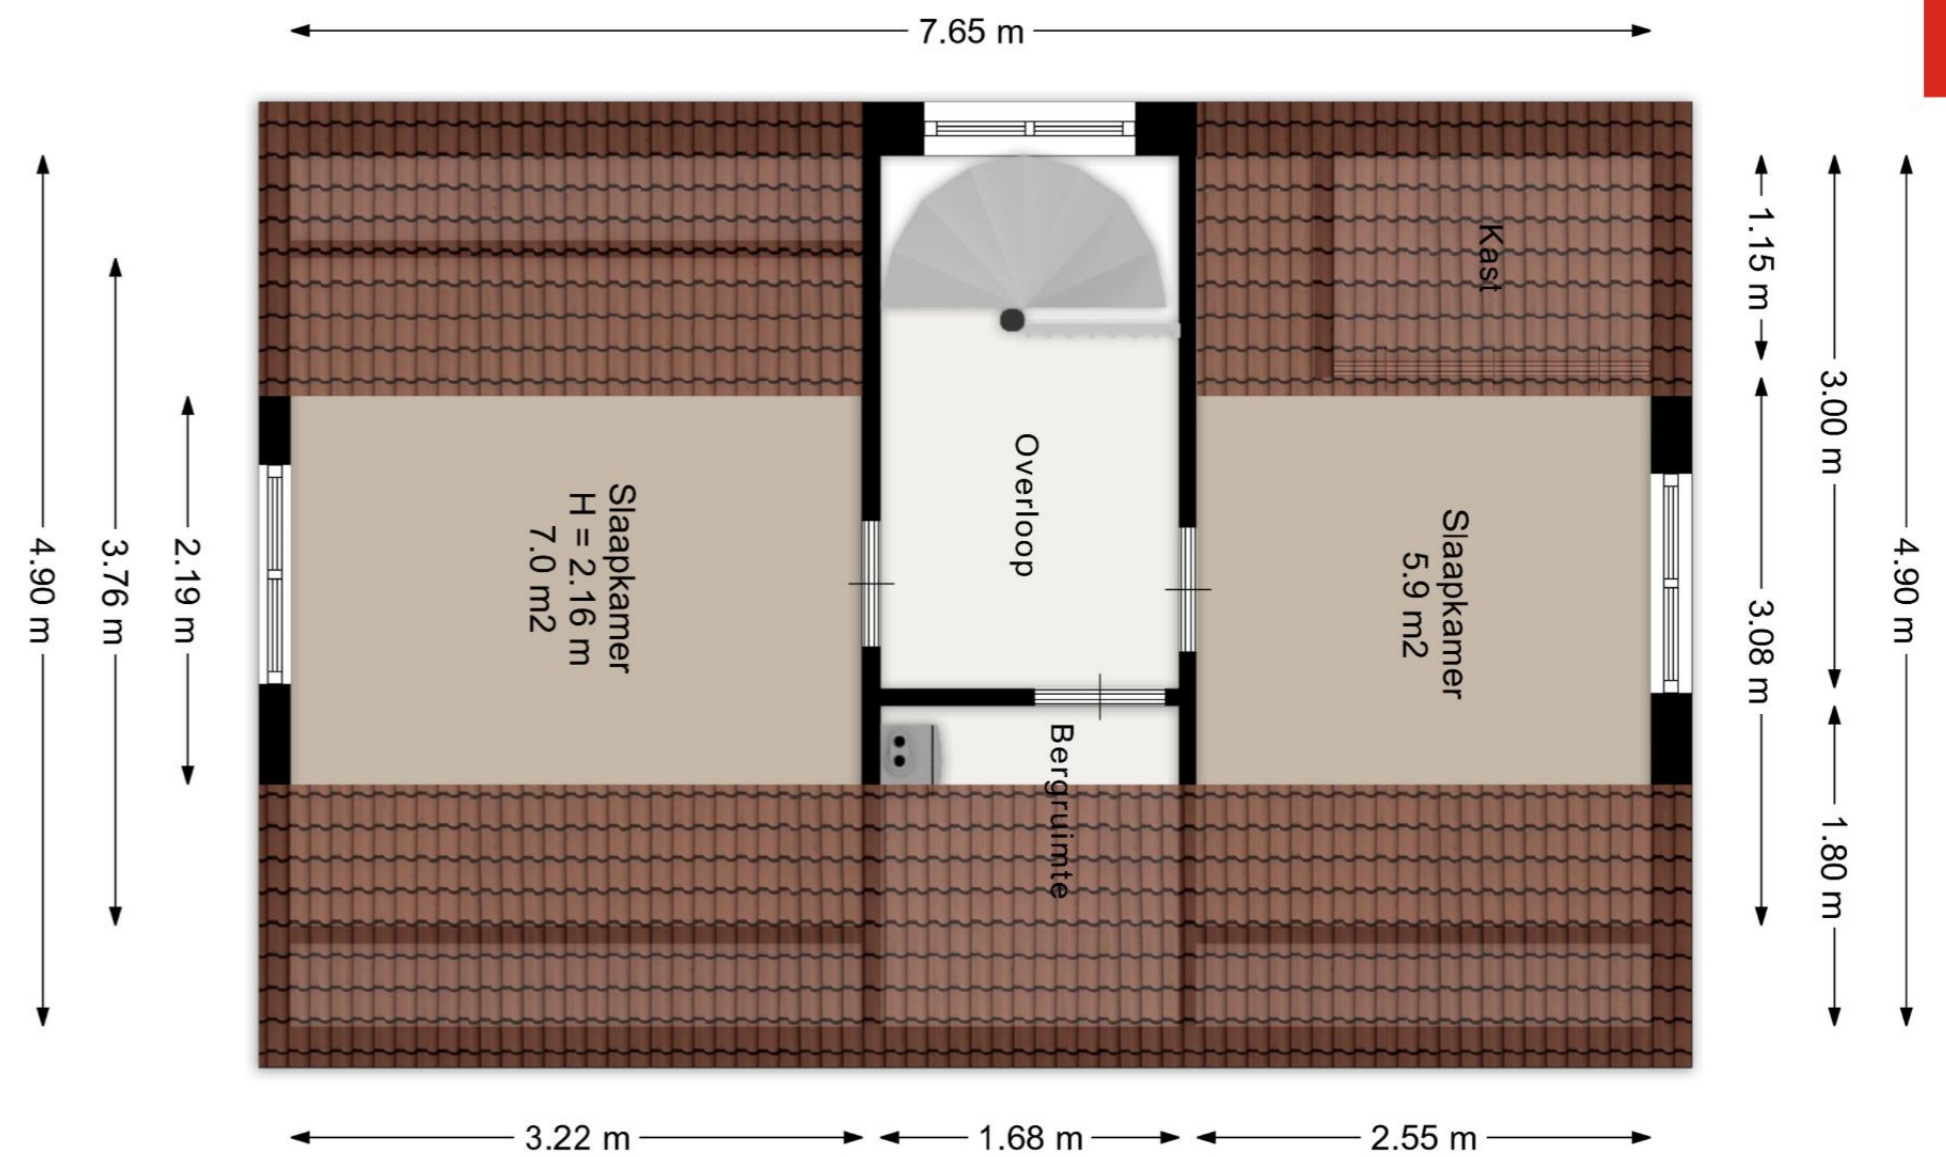 7.65 m
4.90 m
3.76 m
2.19 m
Slaapkamer
H = 2.16 m
7.0 m2
Overloop
Bergruimte
Kast
Slaapkamer
5.9 m2
1.15 m
3.08 m
3.00 m
1.80 m
4.90 m
3.22 m
1.68 m
2.55 m